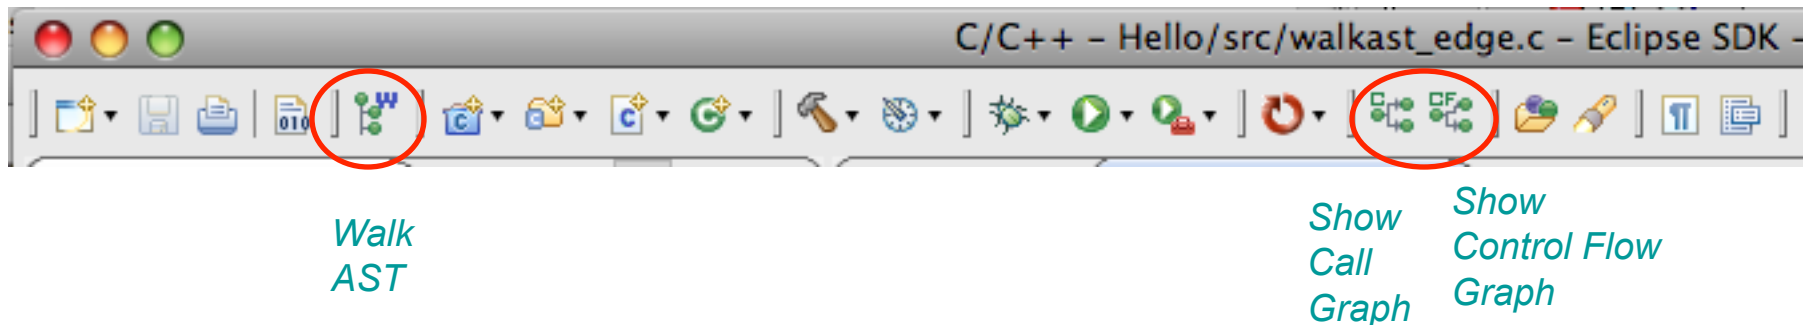 C/C++ – Hello/src/walkast_edge.c – Eclipse SDK –
010
W
C
C
C
G
C
CF
¶
Walk
AST
Show
Call
Graph
Show
Control Flow
Graph